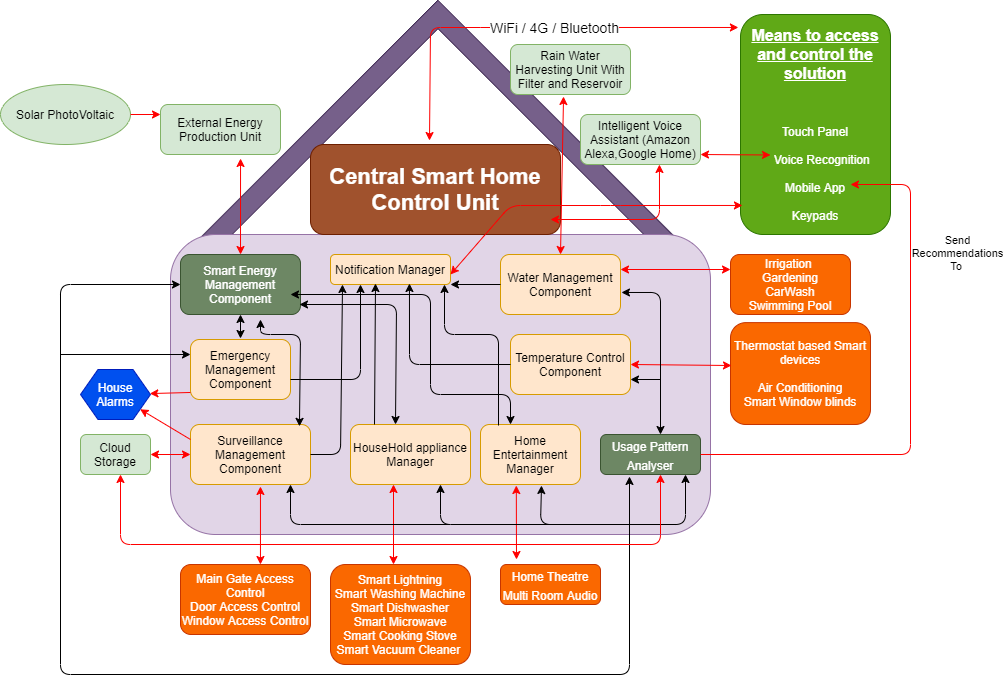 WiFi / 4G / Bluetooth
Means to access
and control the
solution
Touch Panel
Voice Recognition
Mobile App
Keypads
Rain Water
Harvesting Unit With
Filter and Reservoir
Solar PhotoVoltaic
External Energy
Production Unit
Intelligent Voice
Assistant (Amazon
Alexa,Google Home)
Central Smart Home
Control Unit
Send
Recommendations
To
Smart Energy
Management
Component
Notification Manager
Water Management
Component
Irrigation
Gardening
CarWash
Swimming Pool
Emergency
Management
Component
Temperature Control
Component
Thermostat based Smart
devices
Air Conditioning
Smart Window blinds
House
Alarms
Cloud
Storage
Surveillance
Management
Component
HouseHold appliance
Manager
Home
Entertainment
Manager
Usage Pattern
Analyser
Main Gate Access
Control
Door Access Control
Window Access Control
Smart Lightning
Smart Washing Machine
Smart Dishwasher
Smart Microwave
Smart Cooking Stove
Smart Vacuum Cleaner
Home Theatre
Multi Room Audio